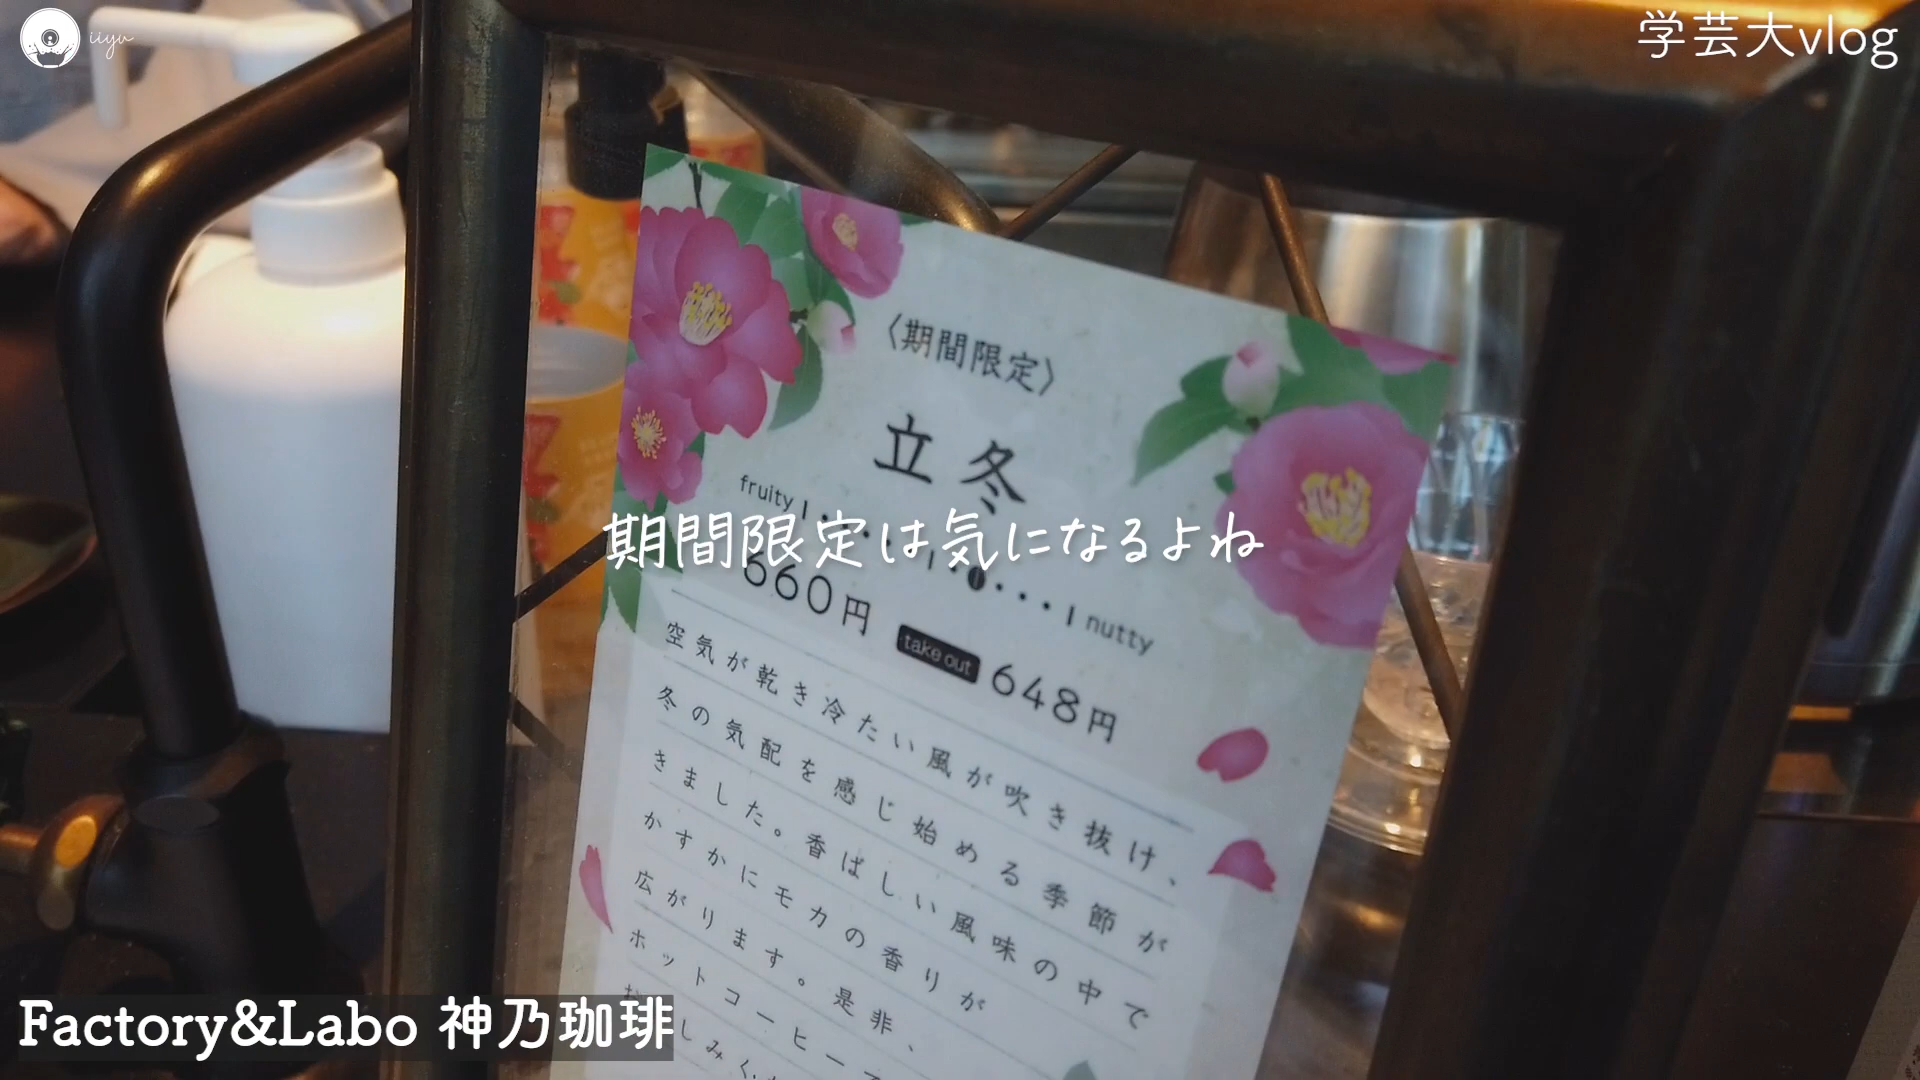 iiyu
学芸大vlog
〈期間限定〉
立冬
fruity
nutty
期間限定は気になるよね
660円 take out 648円
空気が乾き冷たい風が吹き抜け、
冬の気配を感じ始める季節が
きました。香ばしい風味の中で
かすかにモカの香りが
広がります。是非、
ホットコーヒーで
しみく
Factory&Labo 神乃珈琲